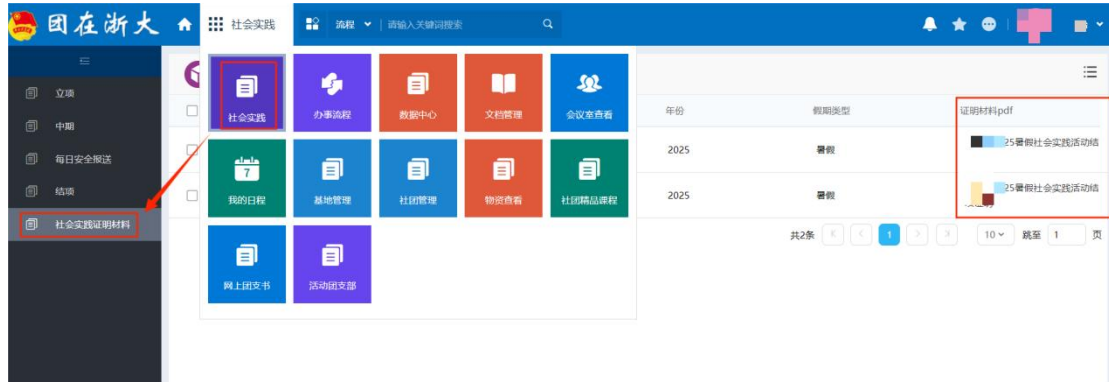 团在浙大
社会实践
流程
请输入关键词搜索
立项
中期
每日安全报送
结项
社会实践证明材料
社会实践
办事流程
数据中心
文档管理
会议室查看
7
我的日程
基地管理
社团管理
物资查看
社团精品课程
网上团支书
活动团支部
年份
假期类型
证明材料pdf
2025
暑假
25暑假社会实践活动结
2025
暑假
25暑假社会实践活动结
共2条
1
10
跳至
1
页